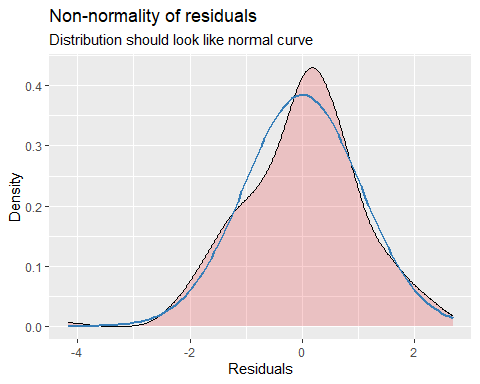 Non-normality of residuals
Distribution should look like normal curve
0.4
0.3
0.2
0.1
0.0
Density
-4
-2
0
2
Residuals